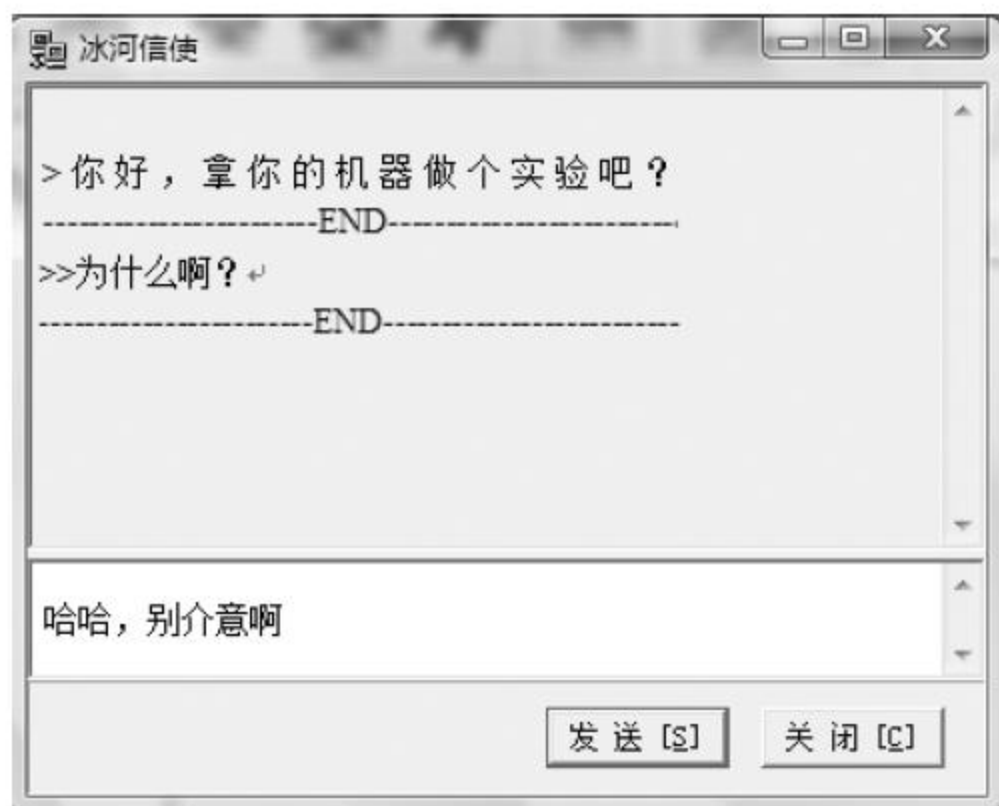 冰河信使
>你好，拿你的机器做个实验吧？
-----------------------END------------------------
>>为什么啊？↵
-----------------------END-------------------------
哈哈，别介意啊
发送[S]
关闭[C]